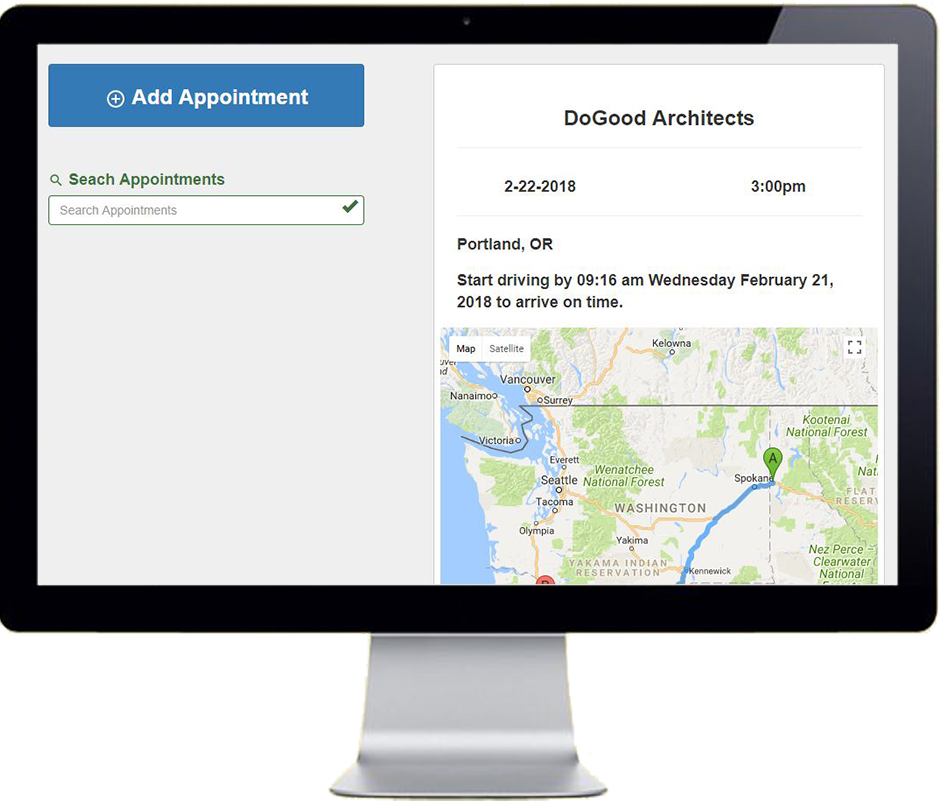 Add Appointment
Seach Appointments
Search Appointments
DoGood Architects
2-22-2018
3:00pm
Portland, OR
Start driving by 09:16 am Wednesday February 21,
2018 to arrive on time.
Map
Satellite
Kelowna
Vancouver
Nanaimo
Surrey
Victoria
Kootenai
National Forest
Everett
Seattle
Wenatchee
National Forest
Spokane
Tacoma
WASHINGTON
FLAT
RESERV
Olympia
Yakima
YAKAMA INDIAN
RESERVATION
Kennewick
Nez Perce -
Clearwater
National
A